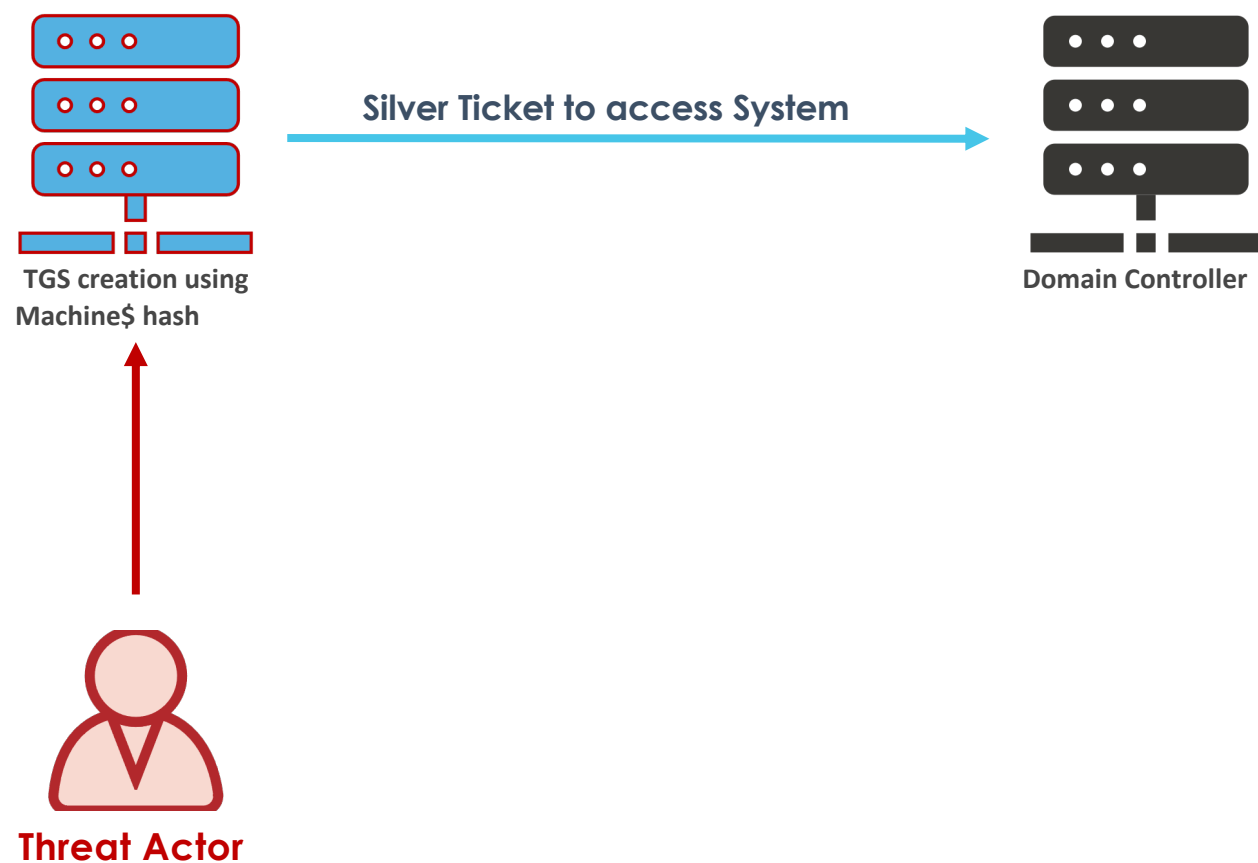 Silver Ticket to access System
TGS creation using
Machine$ hash
Domain Controller
Threat Actor